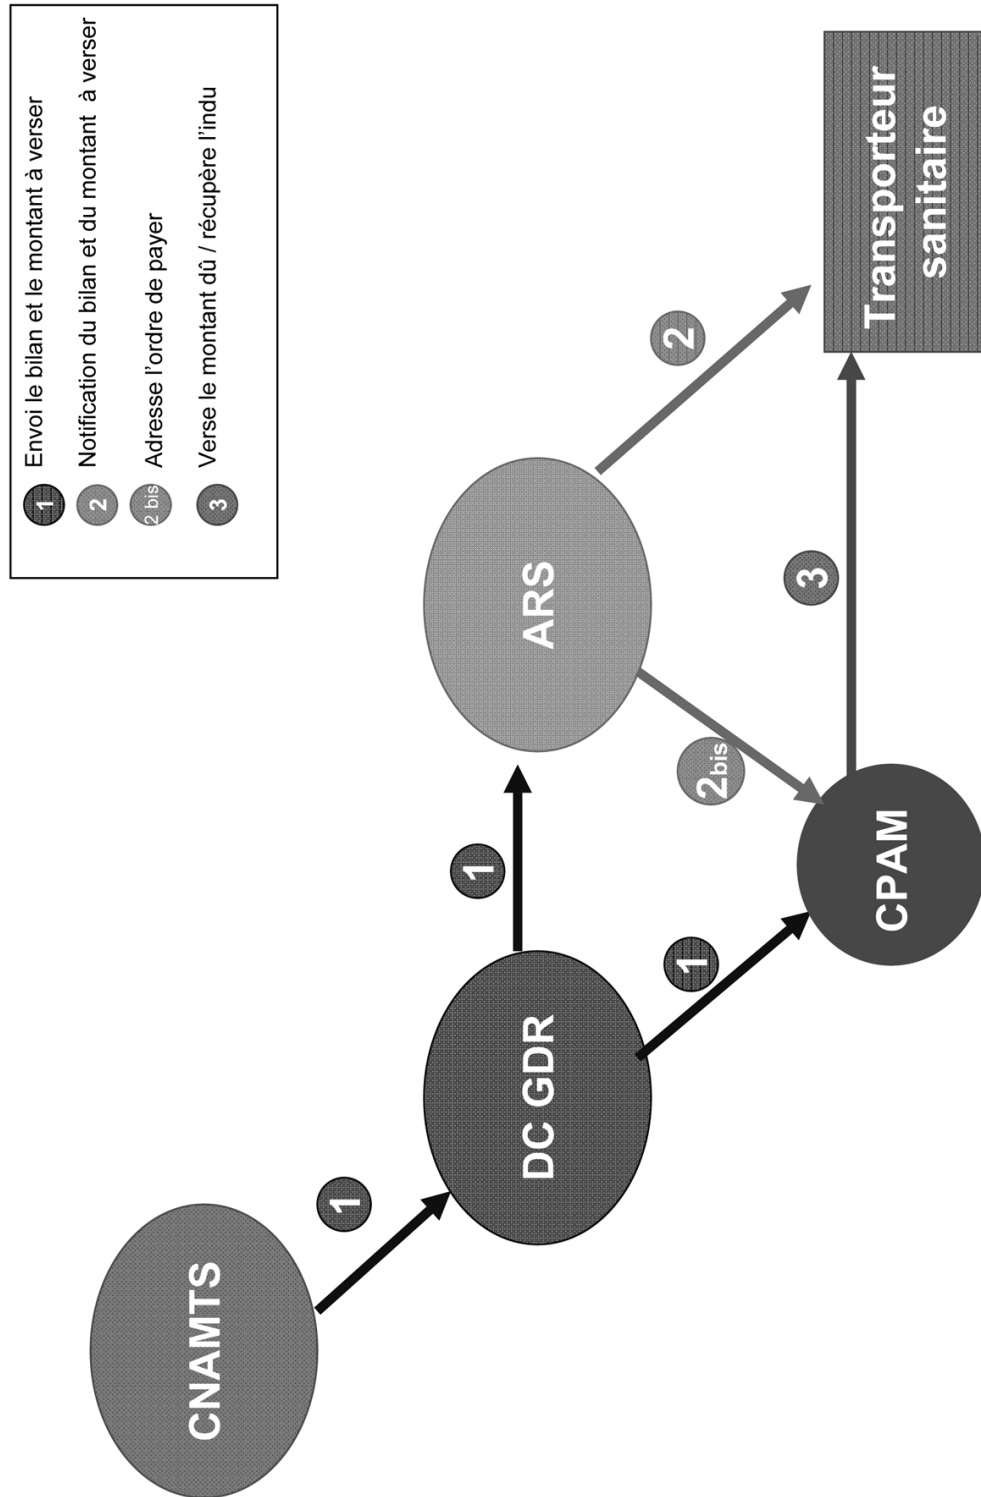 1 Envoi le bilan et le montant à verser
2 Notification du bilan et du montant à verser
2 bis Adresse l’ordre de payer
3 Verse le montant dû / récupère l’indu
CNAMTS
1
DC GDR
1
ARS
1
2bis
2
CPAM
3
Transporteur
sanitaire